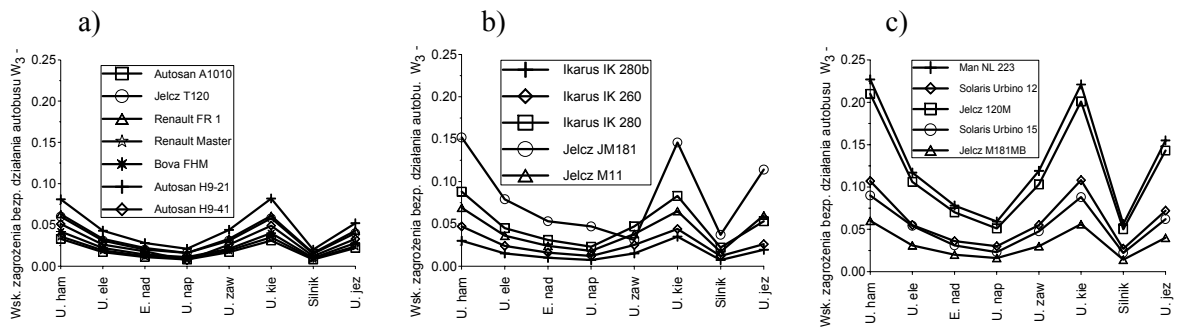 a)
Wsk. zagrożenia bezp. działania autobusu W3 -
0.25
0.20
0.15
0.10
0.05
0.00
Autosan A1010
Jelcz T120
Renault FR 1
Renault Master
Bova FHM
Autosan H9-21
Autosan H9-41
U. ham
U. ele
E. nad
U. nap
U. zaw
U. kie
Silnik
U. jez
b)
Wsk. zagrożenia bezp. działania autobu. W3 -
0.25
0.20
0.15
0.10
0.05
0.00
Ikarus IK 280b
Ikarus IK 260
Ikarus IK 280
Jelcz JM181
Jelcz M11
U. ham
U. ele
E. nad
U. nap
U. zaw
U. kie
Silnik
U. jez
c)
Wsk. zagrożenia bezp. działania autobusu W3 -
0.25
0.20
0.15
0.10
0.05
0.00
Man NL 223
Solaris Urbino 12
Jelcz 120M
Solaris Urbino 15
Jelcz M181MB
U. ham
U. ele
E. nad
U. nap
U. zaw
U. kie
Silnik
U. jez